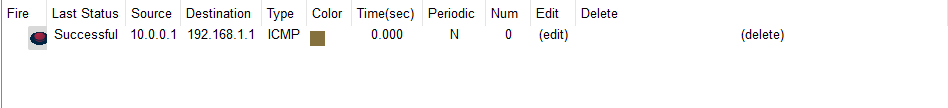 Fire Last Status Source Destination Type Color Time(sec) Periodic Num Edit Delete
Successful 10.0.0.1 192.168.1.1 ICMP 0.000 N 0 (edit) (delete)